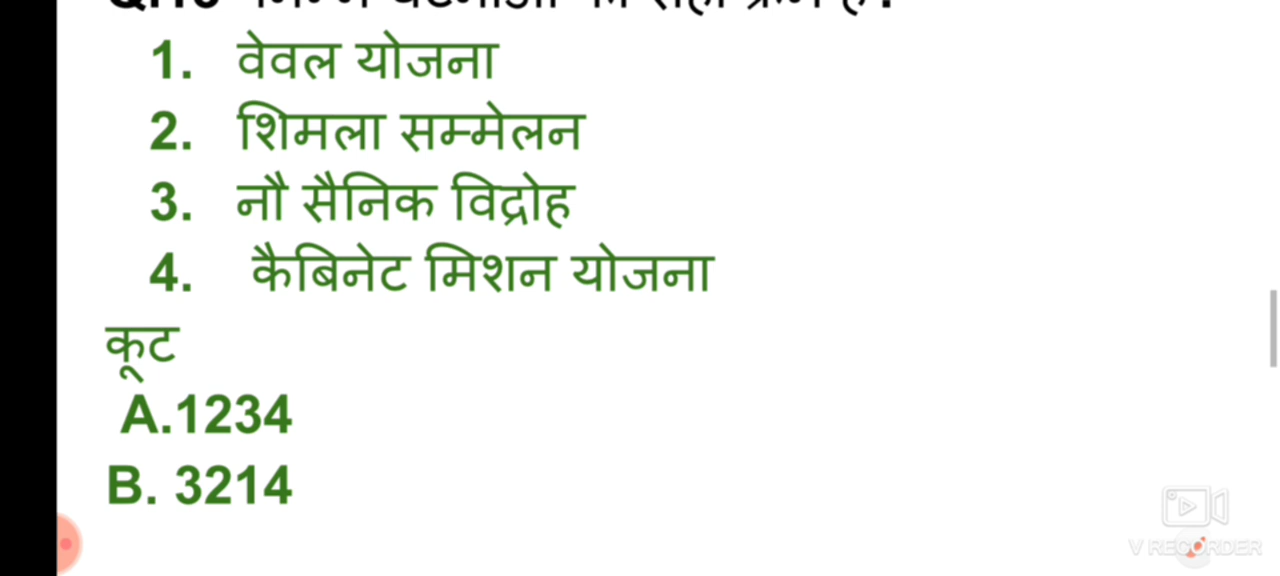 1. वेवल योजना
2. शिमला सम्मेलन
3. नौ सैनिक विद्रोह
4. कैबिनेट मिशन योजना
कूट
A.1234
B. 3214
V RECORDER